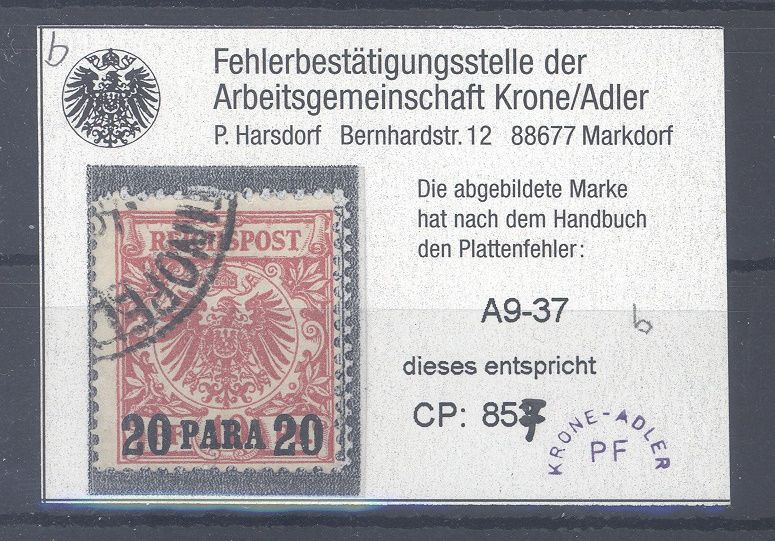 b
Fehlerbestätigungsstelle der
Arbeitsgemeinschaft Krone/Adler
P. Harsdorf Bernhardstr. 12 88677 Markdorf
Die abgebildete Marke
hat nach dem Handbuch
den Plattenfehler:
A9-37
b
dieses entspricht
CP: 857
KRONE-ADLER
PF
REICHSPOST
20 PARA 20